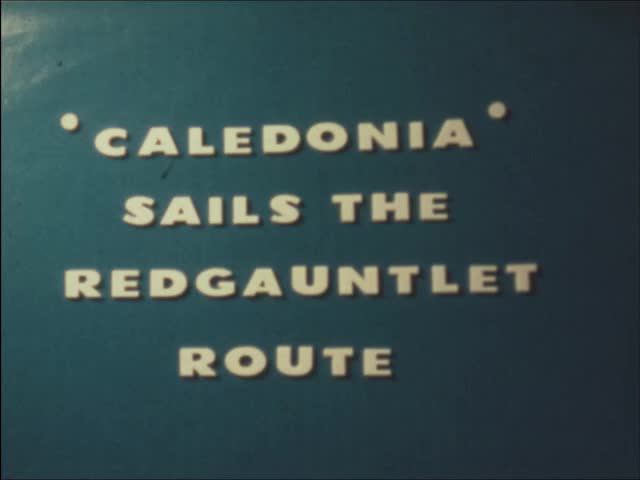 • CALEDONIA •
SAILS THE
REDGAUNTLET
ROUTE